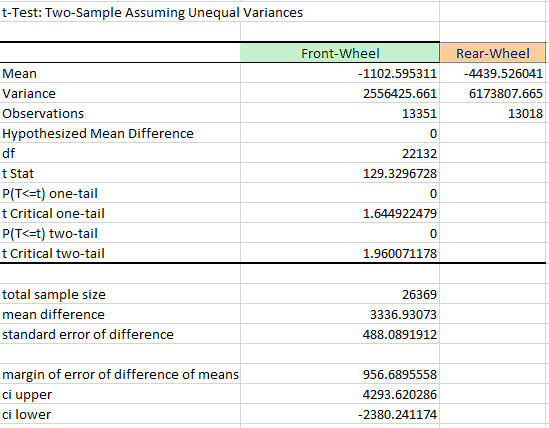 t-Test: Two-Sample Assuming Unequal Variances
Front-Wheel Rear-Wheel
Mean -1102.595311 -4439.526041
Variance 2556425.661 6173807.665
Observations 13351 13018
Hypothesized Mean Difference 0
df 22132
t Stat 129.3296728
P(T<=t) one-tail 0
t Critical one-tail 1.644922479
P(T<=t) two-tail 0
t Critical two-tail 1.960071178
total sample size 26369
mean difference 3336.93073
standard error of difference 488.0891912
margin of error of difference of means 956.6895558
ci upper 4293.620286
ci lower -2380.241174